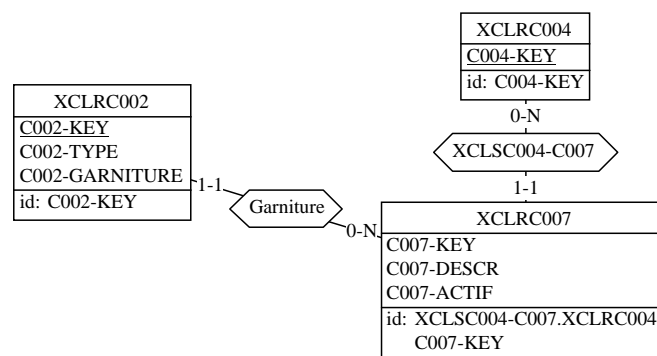 XCLRC004
C004-KEY
id: C004-KEY
0-N
XCLSC004-C007
1-1
XCLRC002
C002-KEY
C002-TYPE
C002-GARNITURE
id: C002-KEY
1-1
Garniture
0-N
XCLRC007
C007-KEY
C007-DESCR
C007-ACTIF
id: XCLSC004-C007.XCLRC004
C007-KEY